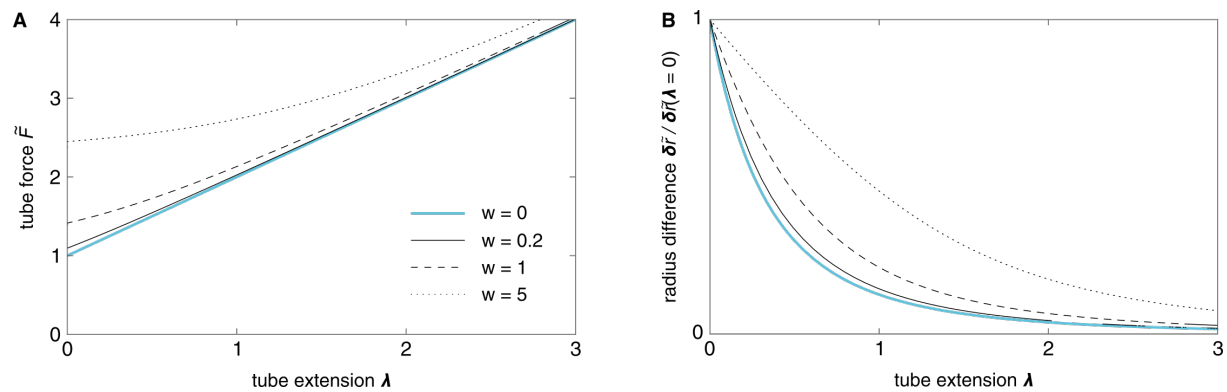 A
4
3
2
1
0
tube force F̃
w = 0
w = 0.2
w = 1
w = 5
0
1
2
3
tube extension λ
B
1
0
radius difference δr̃ / δr̃(λ = 0)
0
1
2
3
tube extension λ